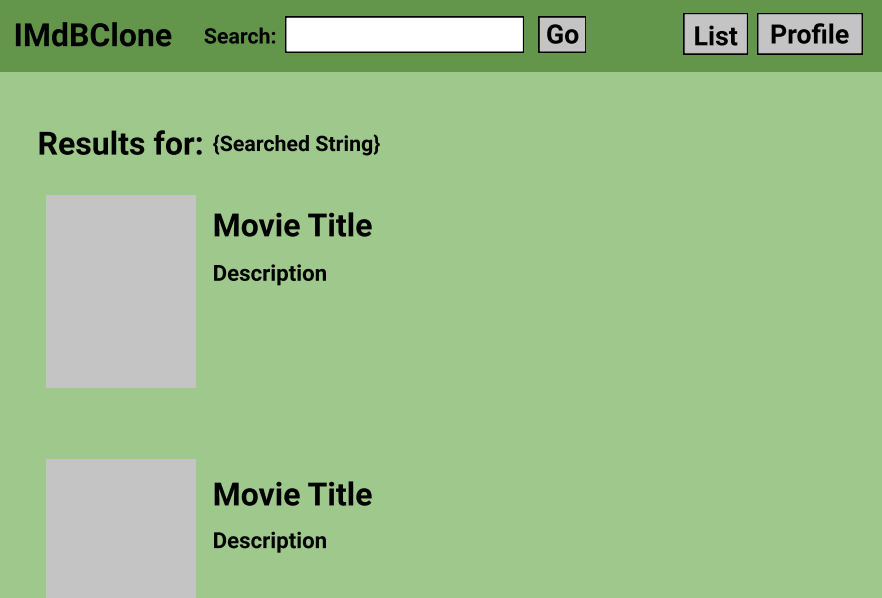 IMdBClone Search: Go List Profile
Results for: {Searched String}
Movie Title
Description
Movie Title
Description